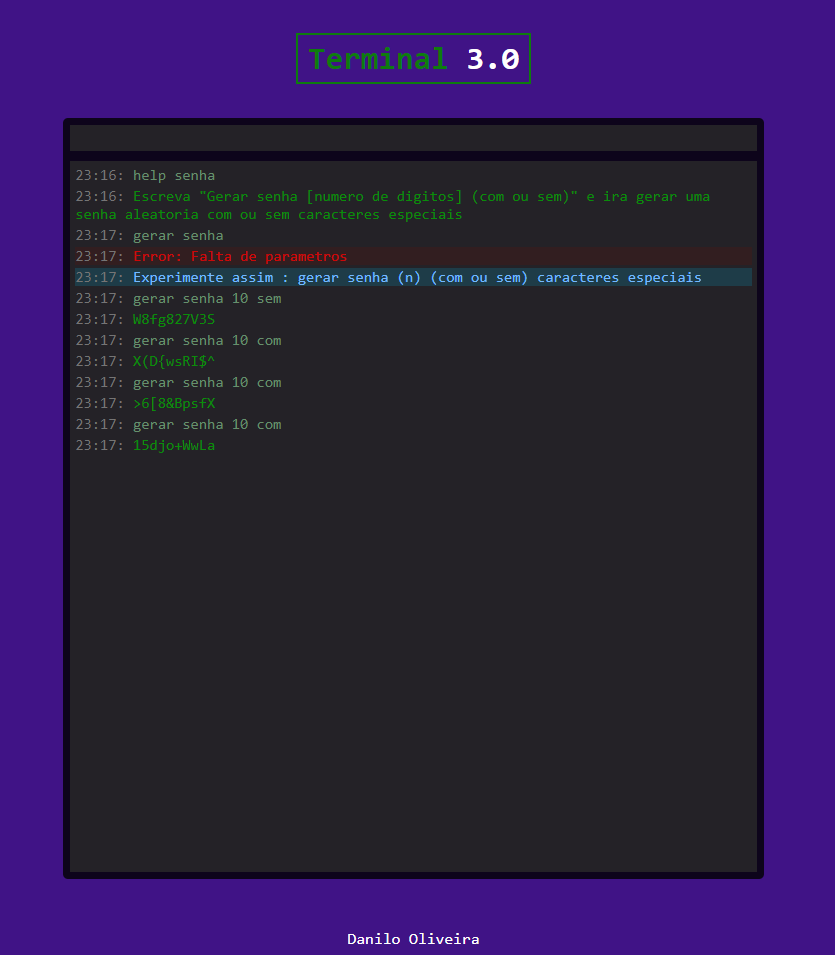 Terminal 3.0
23:16: help senha
23:16: Escreva "Gerar senha [numero de digitos] (com ou sem)" e ira gerar uma
senha aleatoria com ou sem caracteres especiais
23:17: gerar senha
23:17: Error: Falta de parametros
23:17: Experimente assim : gerar senha (n) (com ou sem) caracteres especiais
23:17: gerar senha 10 sem
23:17: W8fg827V3S
23:17: gerar senha 10 com
23:17: X(D{wsRI$^
23:17: gerar senha 10 com
23:17: >6[8&BpsfX
23:17: gerar senha 10 com
23:17: 15djo+WwLa
Danilo Oliveira